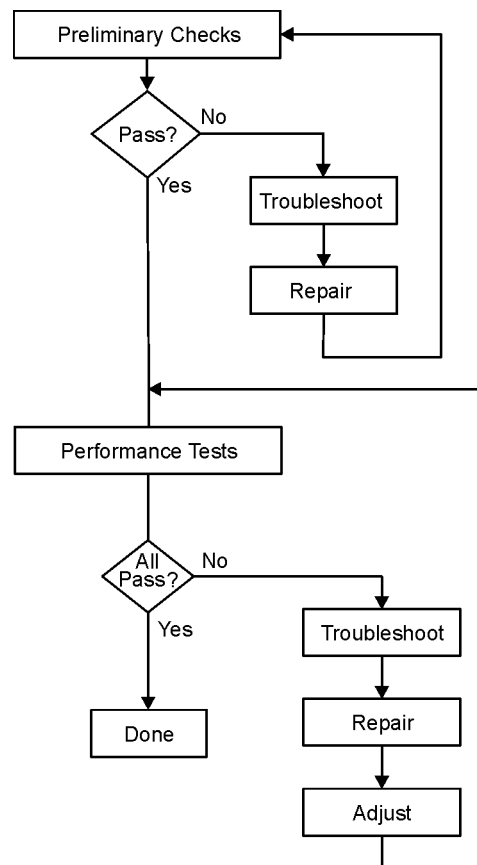 Preliminary Checks
Pass?
No
Yes
Troubleshoot
Repair
Performance Tests
All
Pass?
No
Yes
Troubleshoot
Repair
Done
Adjust